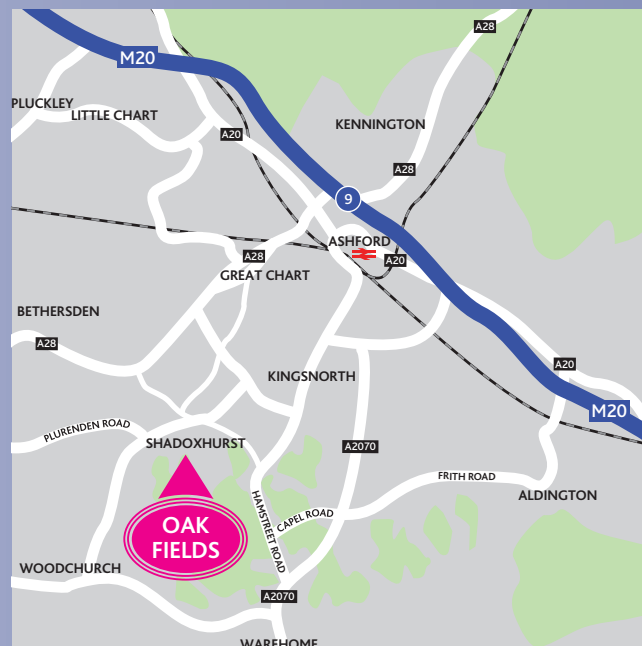 A28
M20
PLUCKLEY
LITTLE CHART
KENNINGTON
A20
A28
9
ASHFORD
A28
A20
GREAT CHART
BETHERSDEN
A28
A20
KINGSNORTH
M20
PLURENDEN ROAD
SHADOXHURST
A2070
FRITH ROAD
ALDINGTON
HAMSTREET ROAD
CAPEL ROAD
OAK
FIELDS
WOODCHURCH
A2070
WAREHOME